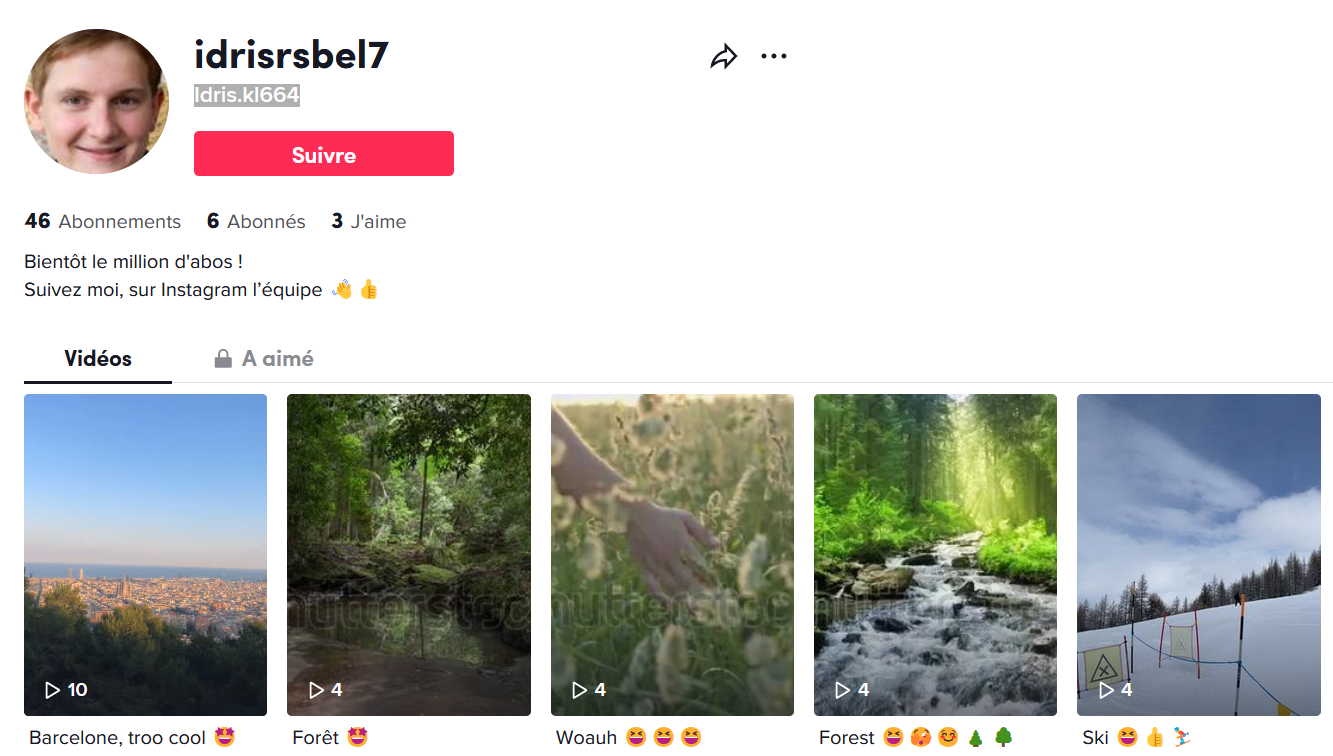 idrisrsbel7
Idris.kl664
Suivre
46 Abonnements 6 Abonnés 3 J'aime
Bientôt le million d'abos !
Suivez moi, sur Instagram l’équipe 👋 👍
Vidéos A aimé
10 4 4 4 4
Barcelone, troo cool 🤩 Forêt 🤩 Woauh 😆 😆 😆 Forest 😆 🥳 😊 🌲 🌳 Ski 😆 👍 ⛷️